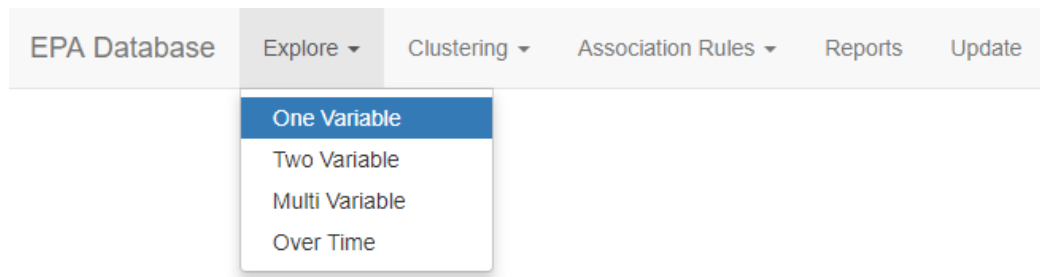 EPA Database Explore Clustering Association Rules Reports Update
One Variable
Two Variable
Multi Variable
Over Time